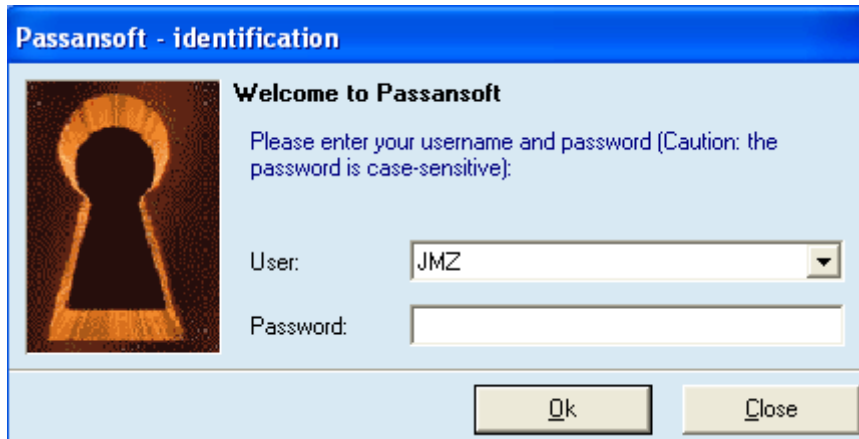 Passansoft - identification
Welcome to Passansoft
Please enter your username and password (Caution: the
password is case-sensitive):
User: JMZ
Password:
Ok Close